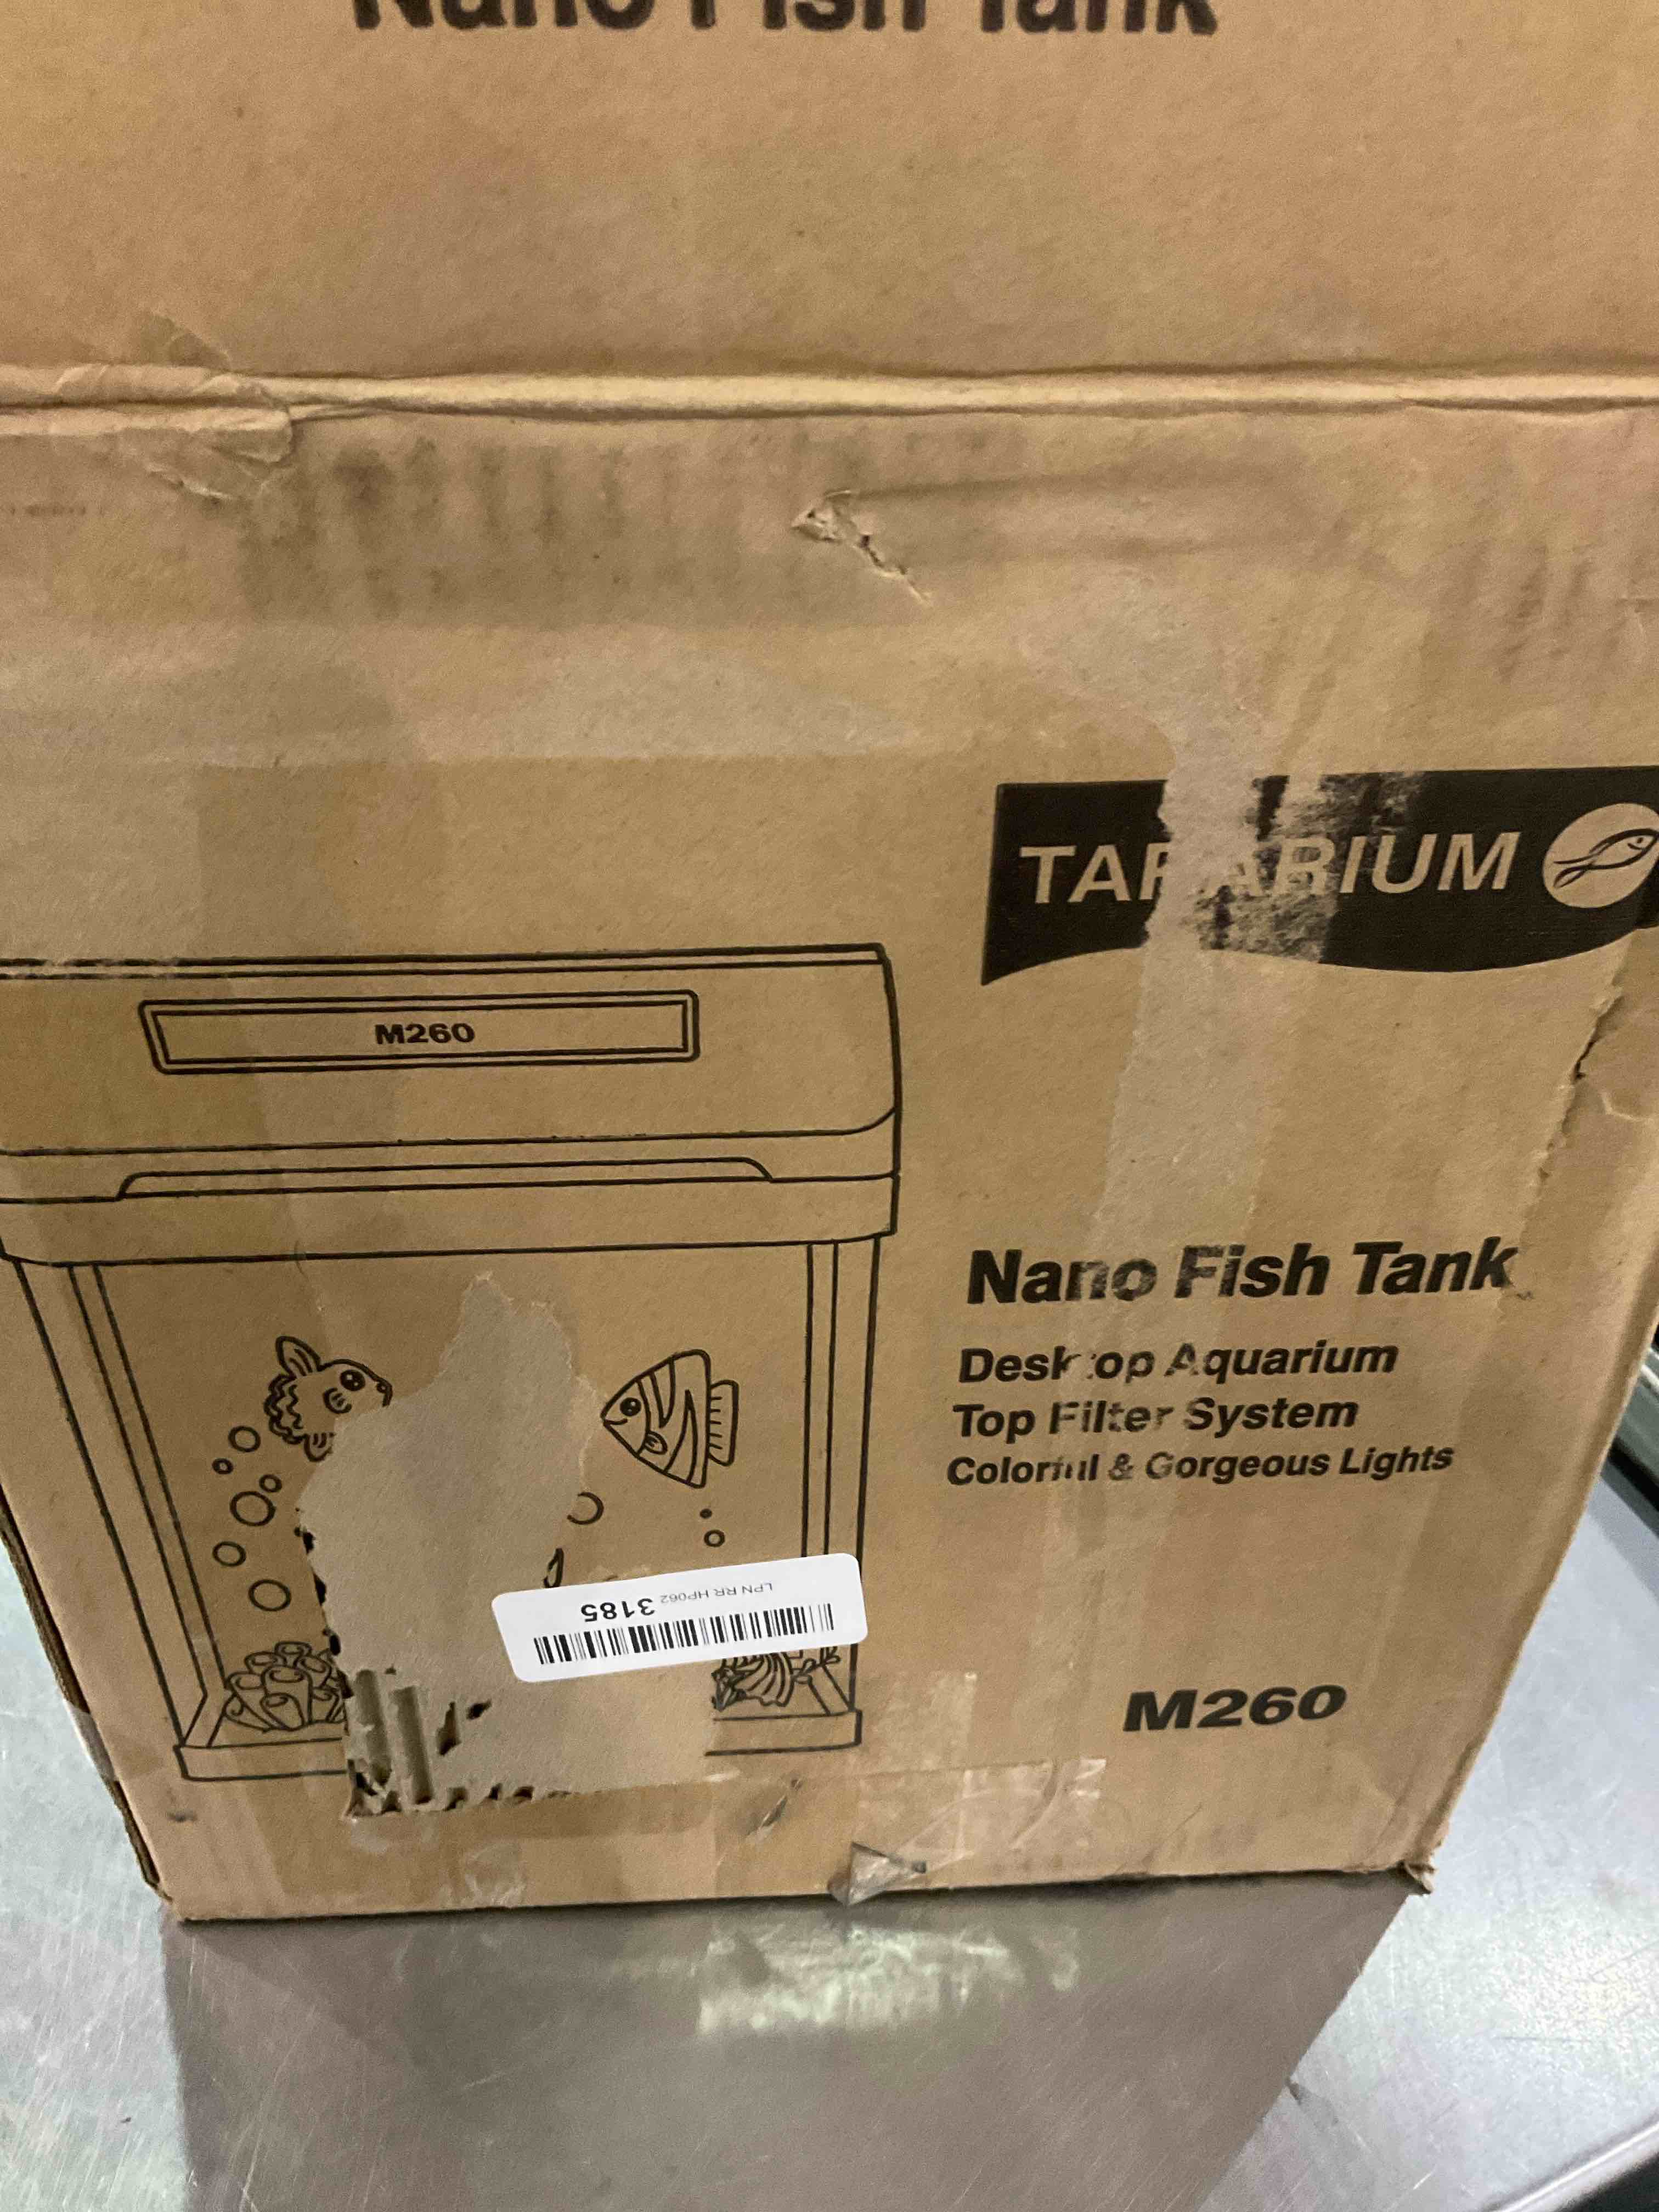 Nano Fish Tank
TARARIUM
M260
Nano Fish Tank
Desktop Aquarium
Top Filter System
Colorful & Gorgeous Lights
LPN RR HP062 3185
M260